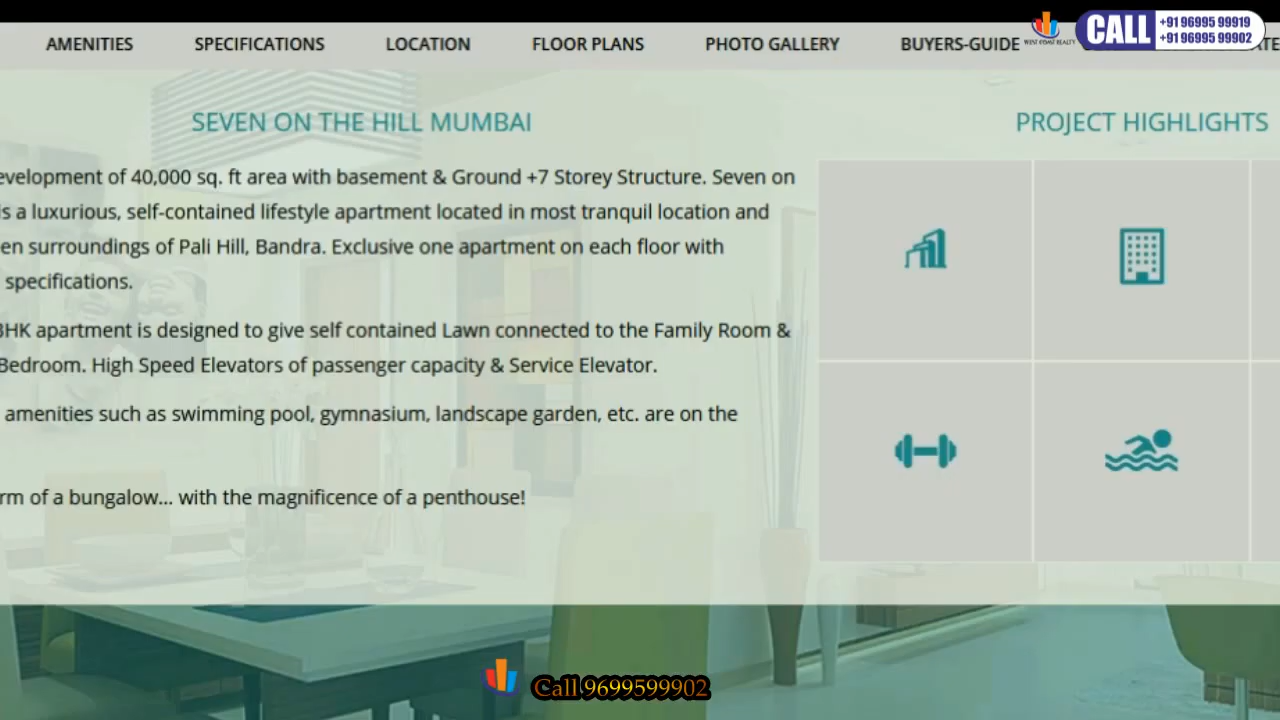 AMENITIES SPECIFICATIONS LOCATION FLOOR PLANS PHOTO GALLERY BUYERS-GUIDE
WEST COAST REALTY
CALL +91 96995 99919
+91 96995 99902
SEVEN ON THE HILL MUMBAI
evelopment of 40,000 sq. ft area with basement & Ground +7 Storey Structure. Seven on
is a luxurious, self-contained lifestyle apartment located in most tranquil location and
en surroundings of Pali Hill, Bandra. Exclusive one apartment on each floor with
specifications.
BHK apartment is designed to give self contained Lawn connected to the Family Room &
Bedroom. High Speed Elevators of passenger capacity & Service Elevator.
amenities such as swimming pool, gymnasium, landscape garden, etc. are on the
rm of a bungalow... with the magnificence of a penthouse!
PROJECT HIGHLIGHTS
Call 9699599902